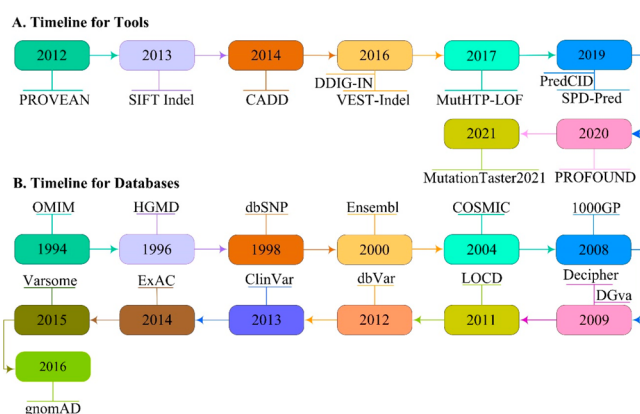 A. Timeline for Tools
2012 2013 2014 2016 2017 2019
DDIG-IN PredCID
PROVEAN SIFT Indel CADD VEST-Indel MutHTP-LOF SPD-Pred
2021 2020
MutationTaster2021 PROFOUND
B. Timeline for Databases
OMIM HGMD dbSNP Ensembl COSMIC 1000GP
1994 1996 1998 2000 2004 2008
Varsome ExAC ClinVar dbVar LOCD Decipher
DGva
2015 2014 2013 2012 2011 2009
2016
gnomAD